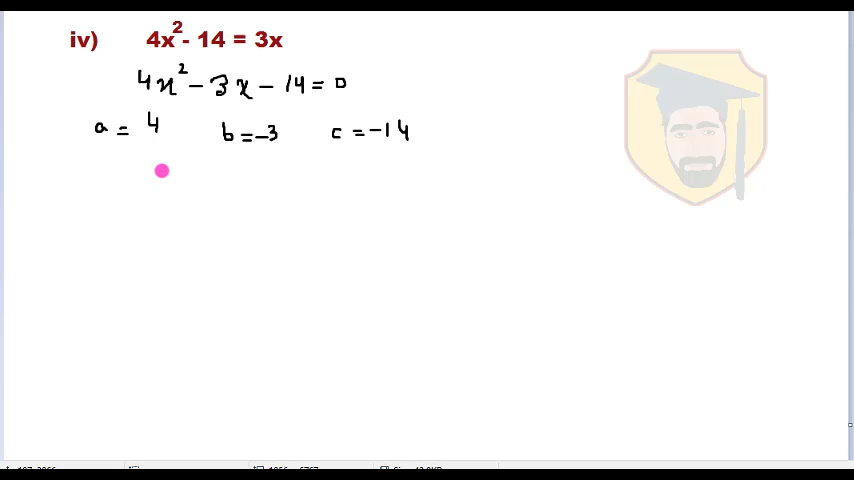 iv) 4x² - 14 = 3x
4x² - 3x - 14 = 0
a = 4 b = -3 c = -14